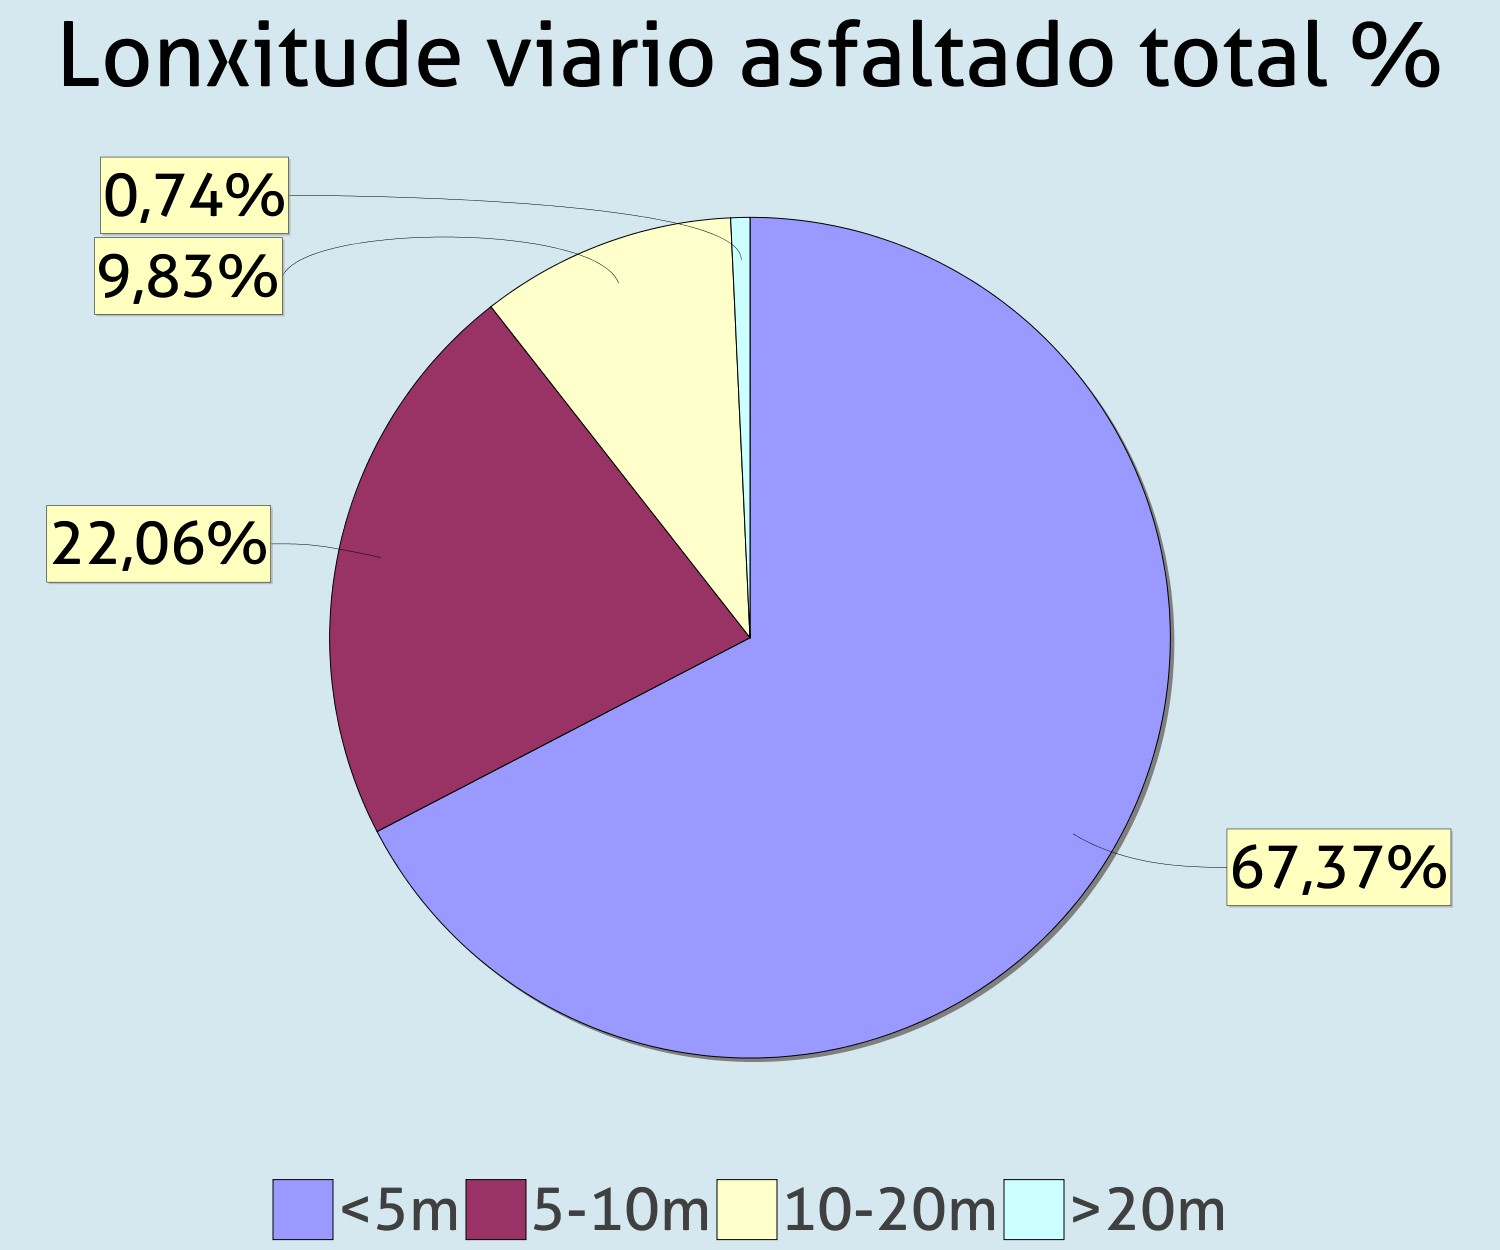 Lonxitude viario asfaltado total %
0,74%
9,83%
22,06%
67,37%
<5m 5-10m 10-20m >20m